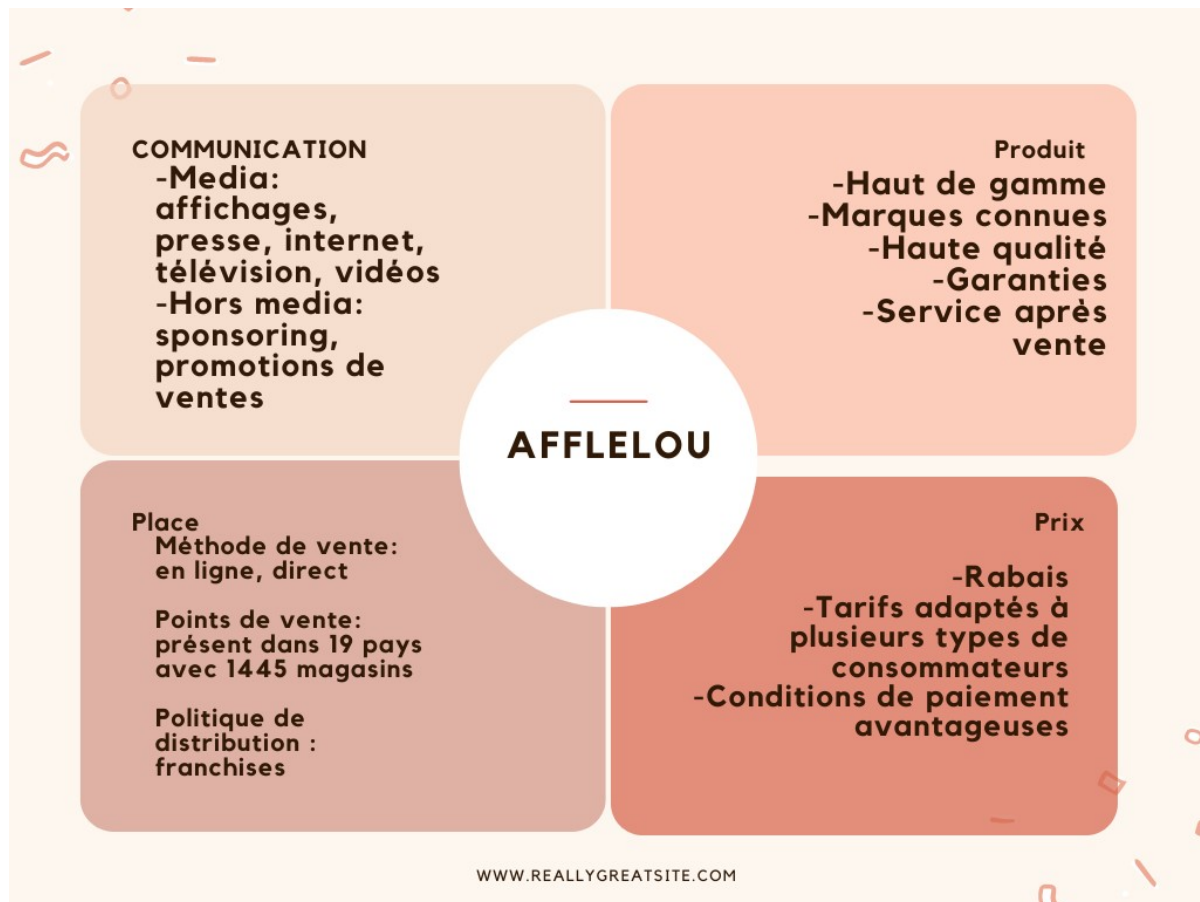 COMMUNICATION
-Media:
affichages,
presse, internet,
télévision, vidéos
-Hors media:
sponsoring,
promotions de
ventes
Produit
-Haut de gamme
-Marques connues
-Haute qualité
-Garanties
-Service après
vente
AFFLELOU
Place
Méthode de vente:
en ligne, direct
Points de vente:
présent dans 19 pays
avec 1445 magasins
Politique de
distribution :
franchises
Prix
-Rabais
-Tarifs adaptés à
plusieurs types de
consommateurs
-Conditions de paiement
avantageuses
WWW.REALLYGREATSITE.COM